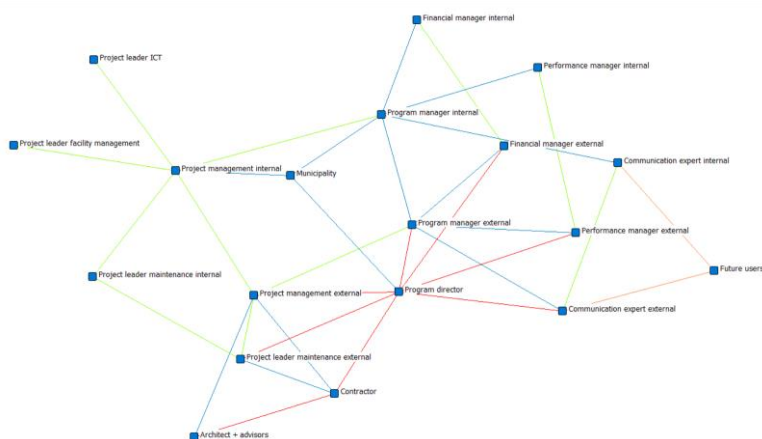 Financial manager internal
Project leader ICT
Performance manager internal
Program manager internal
Project leader facility management
Financial manager external
Communication expert internal
Project management internal
Municipality
Program manager external
Performance manager external
Future users
Project leader maintenance internal
Program director
Project management external
Communication expert external
Project leader maintenance external
Contractor
Architect + advisors